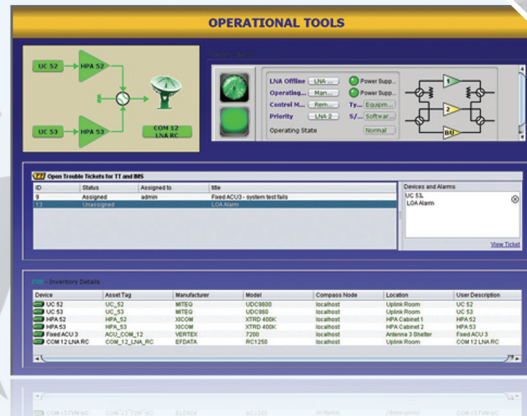 OPERATIONAL TOOLS
UC 52
HPA 52
UC 53
HPA 53
COM 12
LNA RC
LNA Offline LNA ... Power Supp...
Operating... Man... Power Supp...
Control M... Rem... Ty... Equipm...
Priority LNA 2 S/... Softwar...
Operating State Normal
1
2
Open Trouble Tickets for TT and BITS
ID Status Assigned to title
9 Assigned admin Fixed ACU3 - system test fails
13 Unassigned LOA Alarm
Devices and Alarms
UC 53,
LOA Alarm
View Ticket
Inventory Details
Device Asset Tag Manufacturer Model Compass Node Location User Description
UC 52 UC_52 MITEQ UDC9600 localhost Uplink Room UC 52
UC 53 UC_53 MITEQ UDC960 localhost Uplink Room UC 53
HPA 52 HPA_52 XICOM XTRD 400K localhost HPA Cabinet 1 HPA 52
HPA 53 HPA_53 XICOM XTRD 400K localhost HPA Cabinet 2 HPA 53
Fixed ACU 3 ACU_COM_12 VERTEX 7200 localhost Antenna 3 Shelter Fixed ACU 3
COM 12 LNA RC COM_12_LNA_RC EFDATA RC1250 localhost Uplink Room COM 12 LNA RC